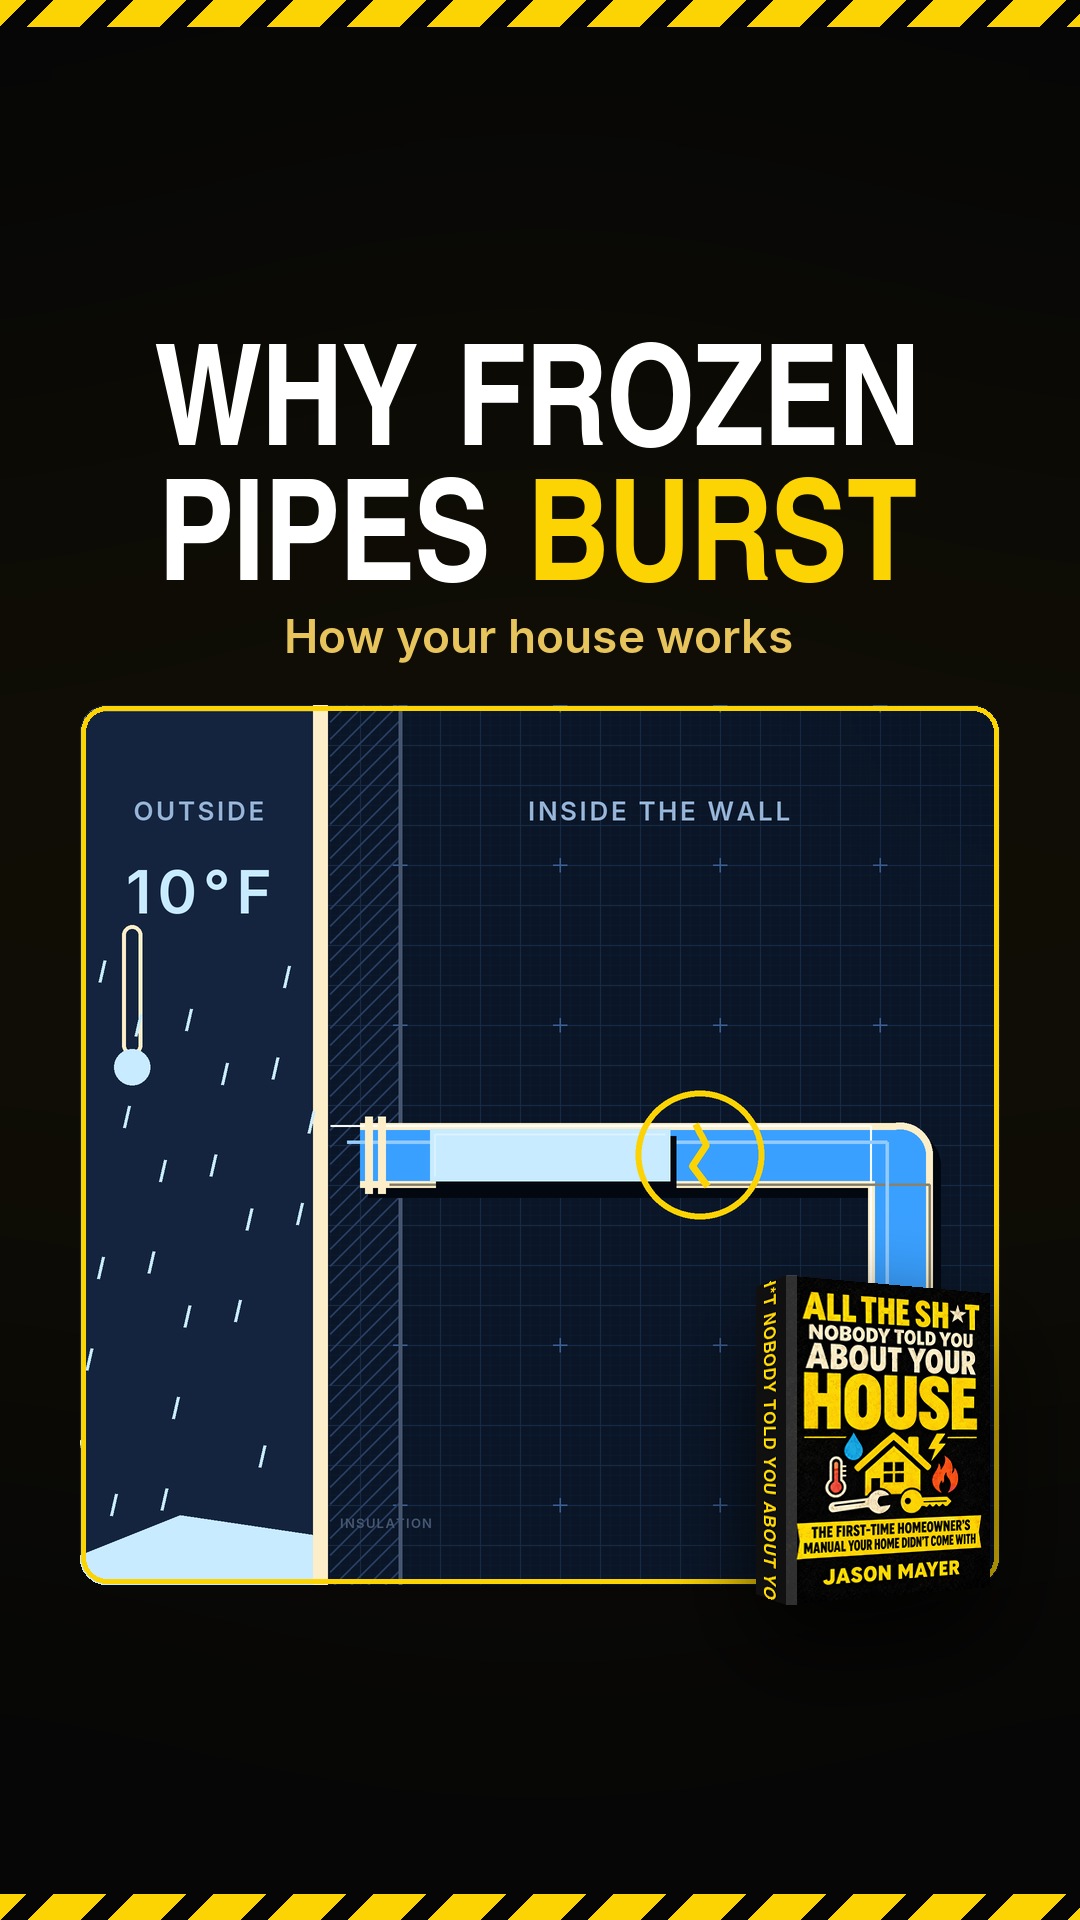 WHY FROZEN
PIPES BURST
How your house works
OUTSIDE
INSIDE THE WALL
10°F
INSULATION
NOBODY TOLD YOU ABOUT
ALL THE SH★T
NOBODY TOLD YOU
ABOUT YOUR
HOUSE
THE FIRST-TIME HOMEOWNER'S
MANUAL YOUR HOME DIDN'T COME WITH
JASON MAYER